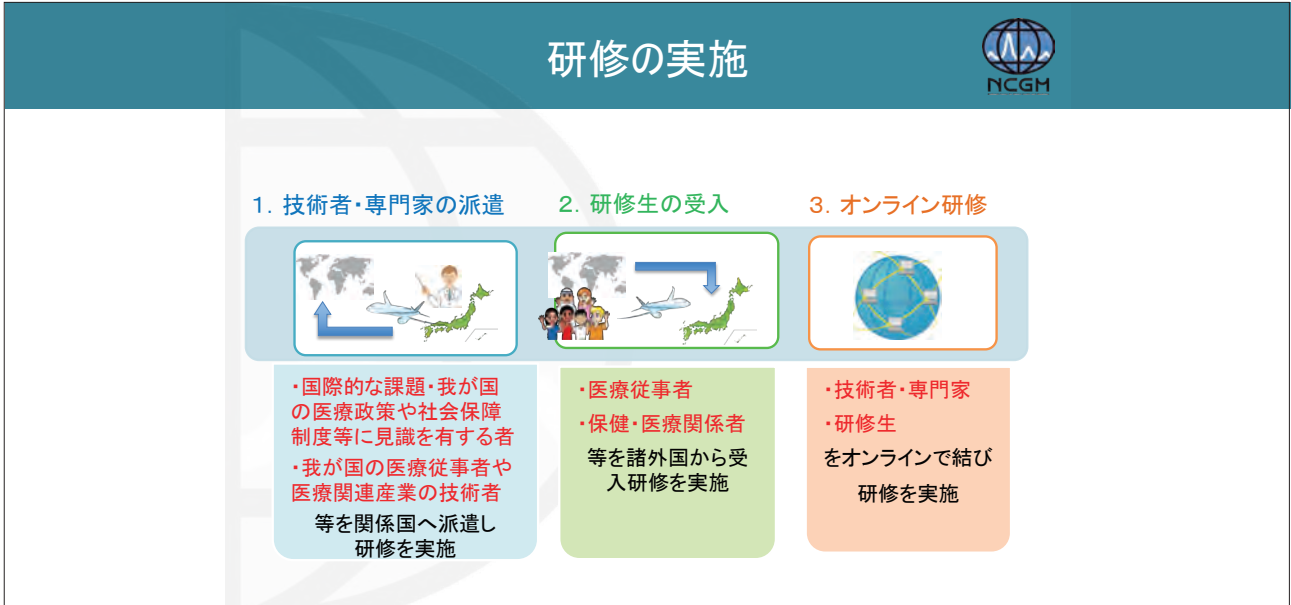 研修の実施
NCGM
1. 技術者・専門家の派遣
・国際的な課題・我が国
の医療政策や社会保障
制度等に見識を有する者
・我が国の医療従事者や
医療関連産業の技術者
等を関係国へ派遣し
研修を実施
2. 研修生の受入
・医療従事者
・保健・医療関係者
等を諸外国から受
入研修を実施
3. オンライン研修
・技術者・専門家
・研修生
をオンラインで結び
研修を実施